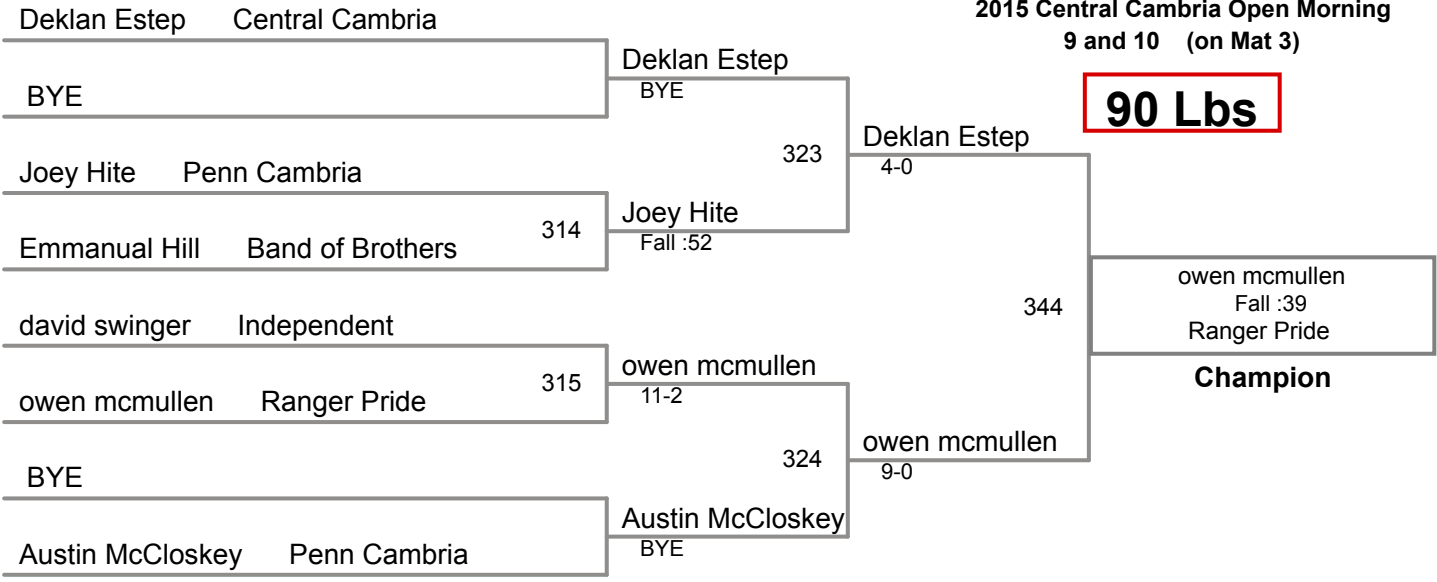 2015 Central Cambria Open Morning
9 and 10 (on Mat 3)
90 Lbs
Deklan Estep Central Cambria
BYE
Joey Hite Penn Cambria
Emmanual Hill Band of Brothers
david swinger Independent
owen mcmullen Ranger Pride
BYE
Austin McCloskey Penn Cambria
314
315
Deklan Estep
BYE
Joey Hite
Fall :52
owen mcmullen
11-2
Austin McCloskey
BYE
323
324
Deklan Estep
4-0
owen mcmullen
9-0
344
owen mcmullen
Fall :39
Ranger Pride
Champion